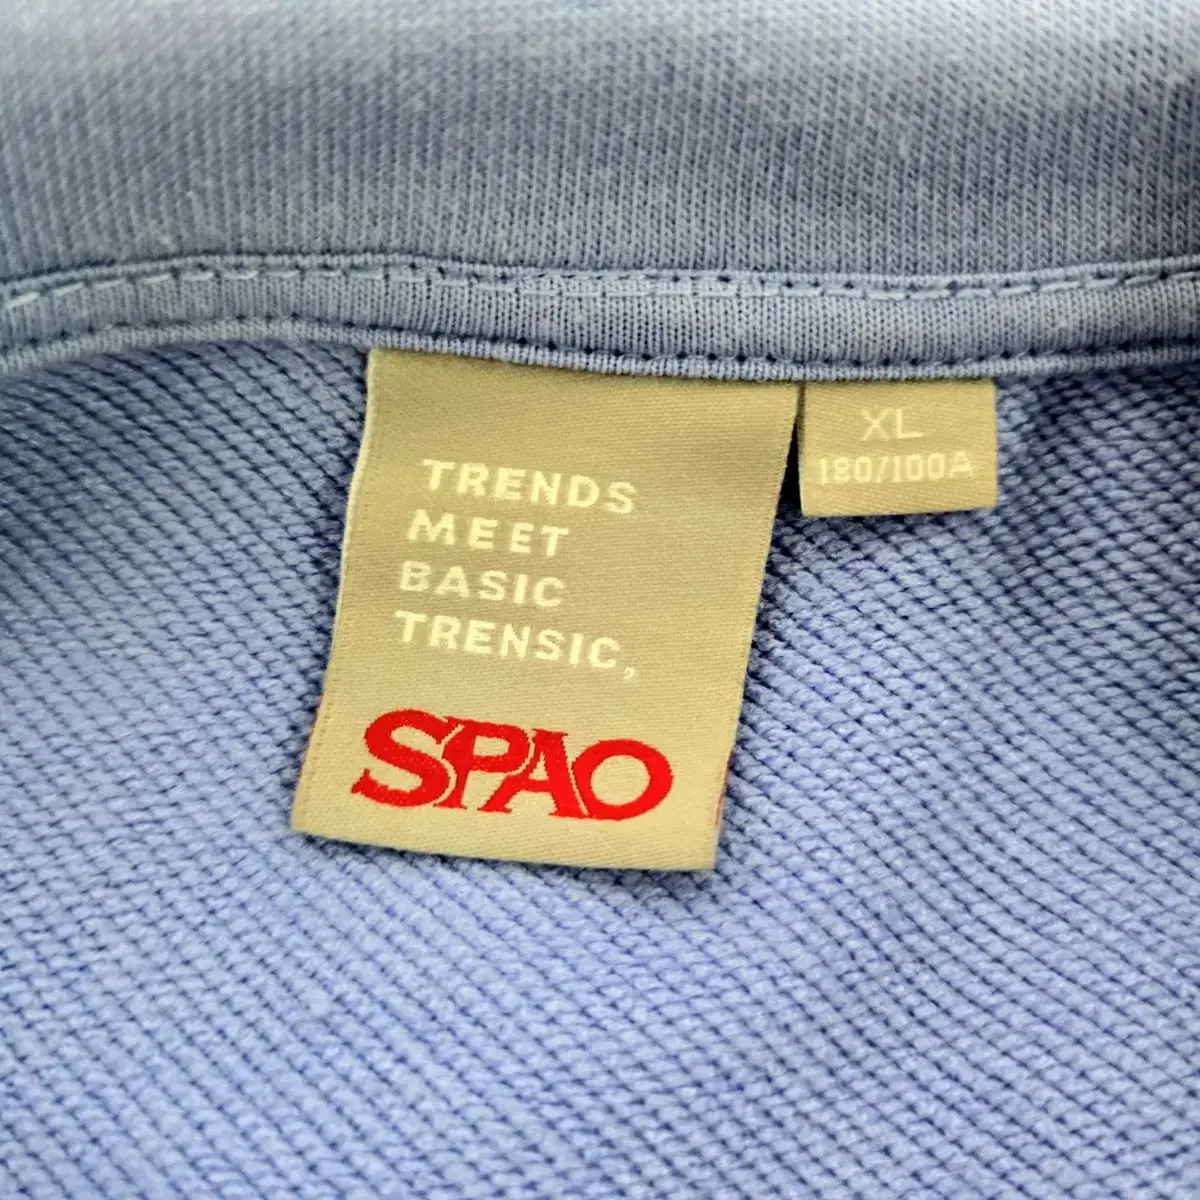 TRENDS
MEET
BASIC
TRENSIC,
SPAO
XL
180/100A